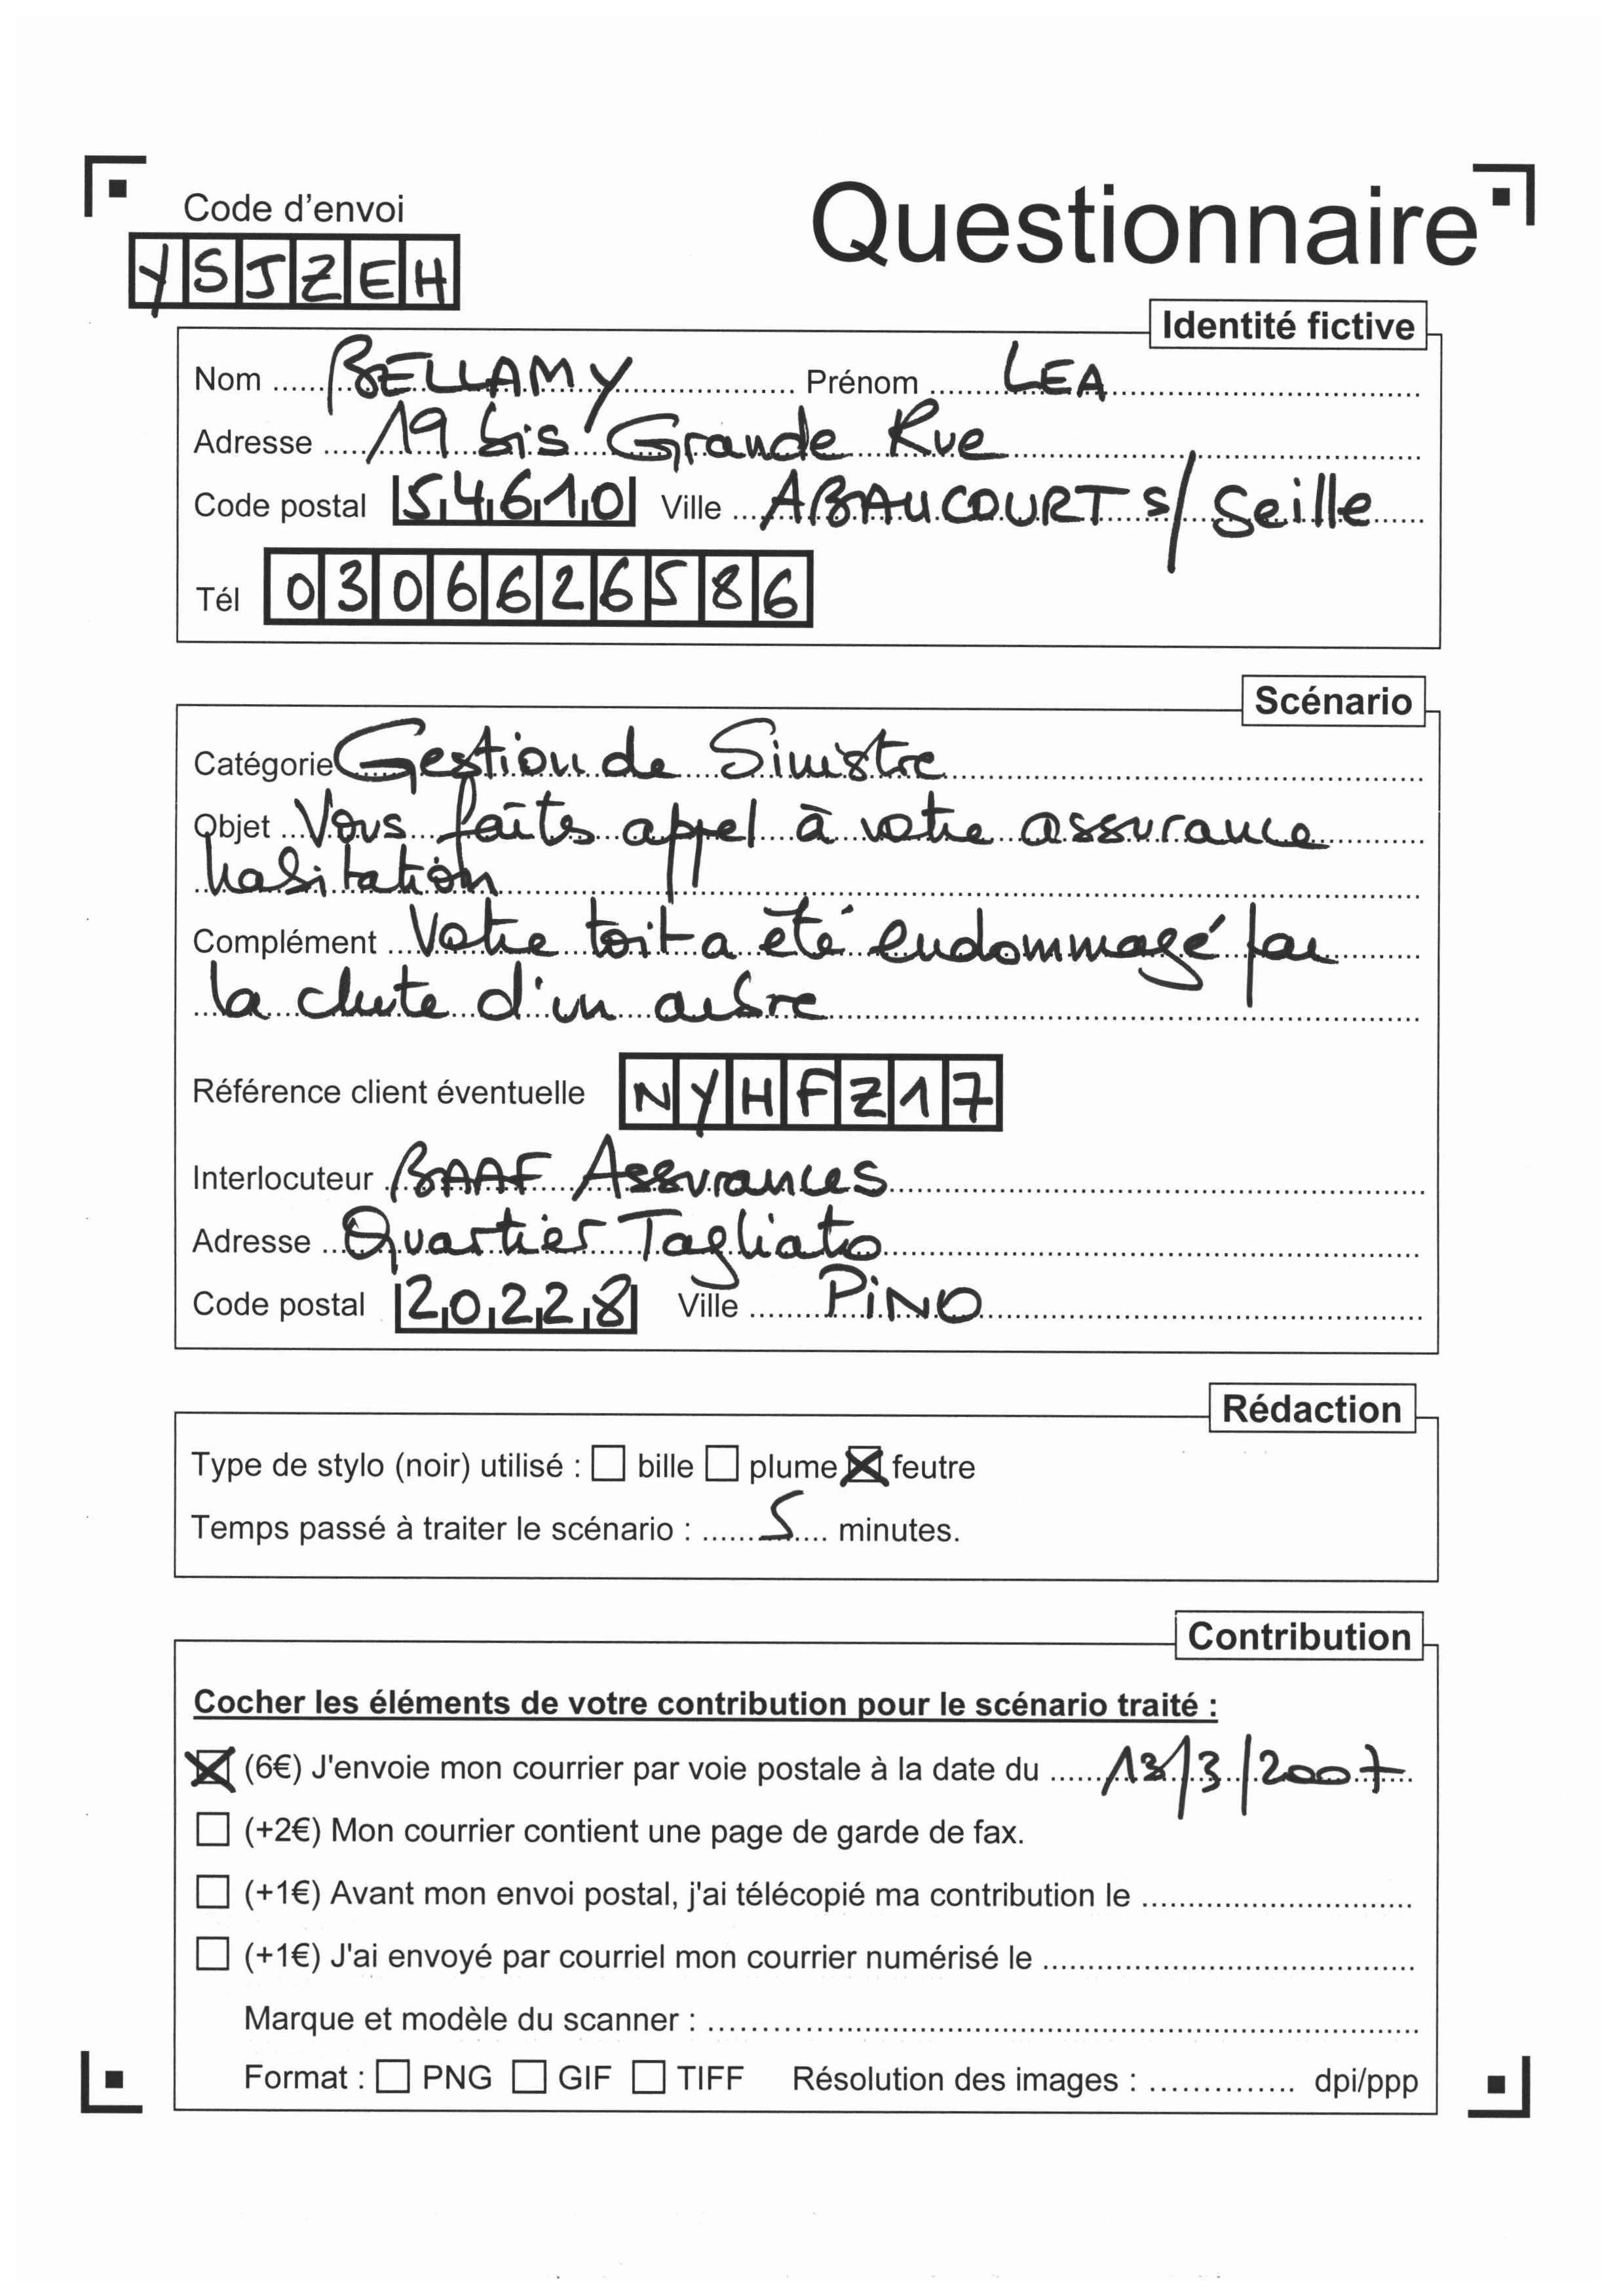 Code d'envoi
Questionnaire
YSJZEH
Identité fictive
Nom BELLAMY Prénom LEA
Adresse 19 bis Grande Rue
Code postal 54610 Ville ABAUCOURT s/ Seille
Tél 0306626586
Scénario
Catégorie Gestion de Sinistre
Objet Vous faîtes appel à votre assurance
habitation
Complément Votre toit a été endommagé par
la chute d'un arbre
Référence client éventuelle NYHFZ17
Interlocuteur BAAF Assurances
Adresse Quartier Tagliato
Code postal 20228 Ville PiNO
Rédaction
Type de stylo (noir) utilisé : bille plume feutre
Temps passé à traiter le scénario : 5 minutes.
Contribution
Cocher les éléments de votre contribution pour le scénario traité :
(6€) J'envoie mon courrier par voie postale à la date du 13/3/2007
(+2€) Mon courrier contient une page de garde de fax.
(+1€) Avant mon envoi postal, j'ai télécopié ma contribution le
(+1€) J'ai envoyé par courriel mon courrier numérisé le
Marque et modèle du scanner :
Format : PNG GIF TIFF Résolution des images : dpi/ppp